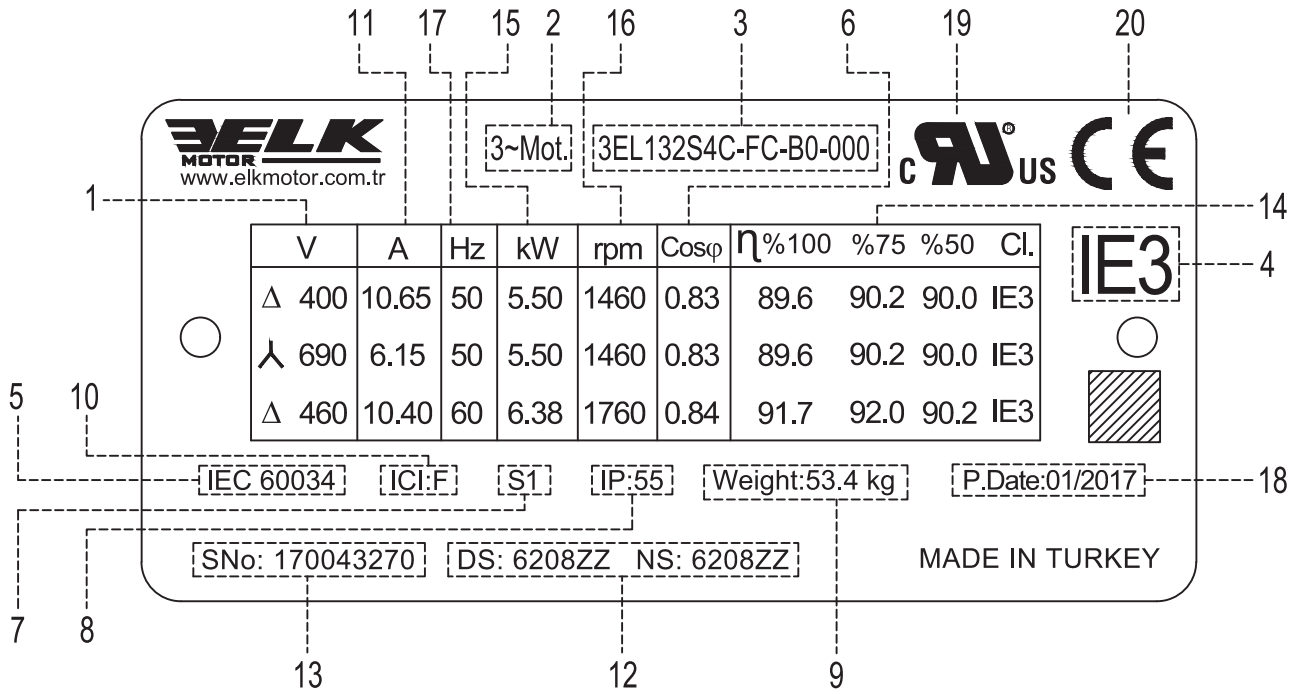 11 17 15 2 16 3 6 19 20
3ELK
MOTOR
www.elkmotor.com.tr
3~Mot. 3EL132S4C-FC-B0-000
c RU ® US CE
1 14
V A Hz kW rpm Cosφ η%100 %75 %50 Cl.
IE3 4
Δ 400 10.65 50 5.50 1460 0.83 89.6 90.2 90.0 IE3
⅄ 690 6.15 50 5.50 1460 0.83 89.6 90.2 90.0 IE3
Δ 460 10.40 60 6.38 1760 0.84 91.7 92.0 90.2 IE3
5 10
IEC 60034 ICI:F S1 IP:55 Weight:53.4 kg P.Date:01/2017 18
SNo: 170043270 DS: 6208ZZ NS: 6208ZZ MADE IN TURKEY
7 8 13 12 9